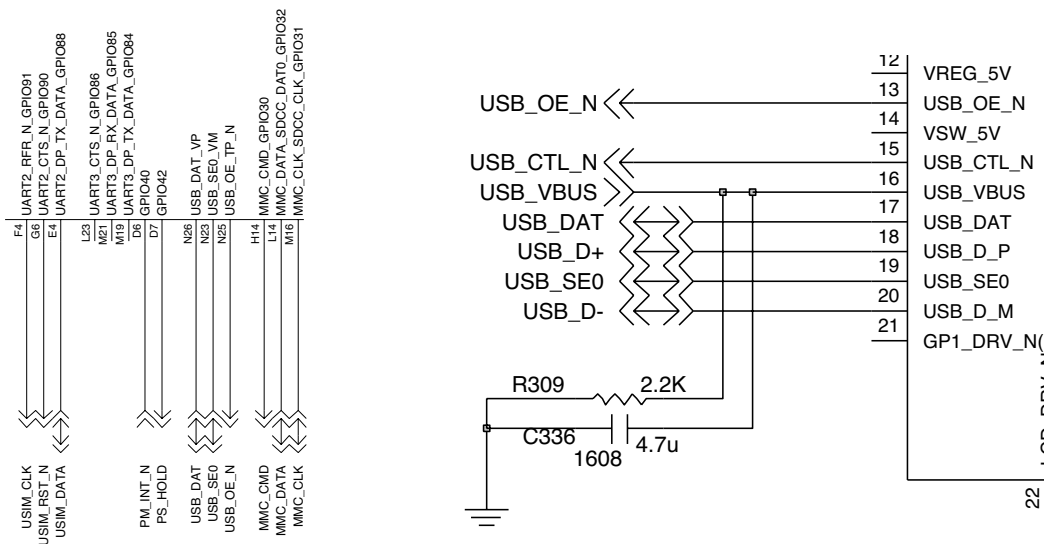 UART2_RFR_N_GPIO91
UART2_CTS_N_GPIO90
UART2_DP_TX_DATA_GPIO88
UART3_CTS_N_GPIO86
UART3_DP_RX_DATA_GPIO85
UART3_DP_TX_DATA_GPIO84
GPIO40
GPIO42
USB_DAT_VP
USB_SE0_VM
USB_OE_TP_N
MMC_CMD_GPIO30
MMC_DATA_SDCC_DAT0_GPIO32
MMC_CLK_SDCC_CLK_GPIO31
F4
G6
E4
L23
M21
M19
D6
D7
N26
N23
N25
H14
L14
M16
USIM_CLK
USIM_RST_N
USIM_DATA
PM_INT_N
PS_HOLD
USB_DAT
USB_SE0
USB_OE_N
MMC_CMD
MMC_DATA
MMC_CLK
12 VREG_5V
USB_OE_N 13 USB_OE_N
14 VSW_5V
USB_CTL_N 15 USB_CTL_N
USB_VBUS 16 USB_VBUS
USB_DAT 17 USB_DAT
USB_D+ 18 USB_D_P
USB_SE0 19 USB_SE0
USB_D- 20 USB_D_M
21 GP1_DRV_N(
R309 2.2K
C336 4.7u
1608
22